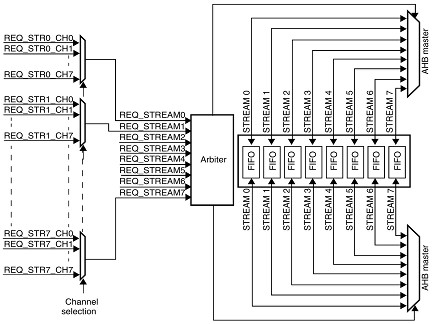 REQ_STR0_CH0
REQ_STR0_CH1
REQ_STR0_CH7
REQ_STR1_CH0
REQ_STR1_CH1
REQ_STR1_CH7
REQ_STR7_CH0
REQ_STR7_CH1
REQ_STR7_CH7
Channel
selection
REQ_STREAM0
REQ_STREAM1
REQ_STREAM2
REQ_STREAM3
REQ_STREAM4
REQ_STREAM5
REQ_STREAM6
REQ_STREAM7
Arbiter
STREAM 0
STREAM 1
STREAM 2
STREAM 3
STREAM 4
STREAM 5
STREAM 6
STREAM 7
AHB master
FIFO
FIFO
FIFO
FIFO
FIFO
FIFO
FIFO
FIFO
STREAM 0
STREAM 1
STREAM 2
STREAM 3
STREAM 4
STREAM 5
STREAM 6
STREAM 7
AHB master